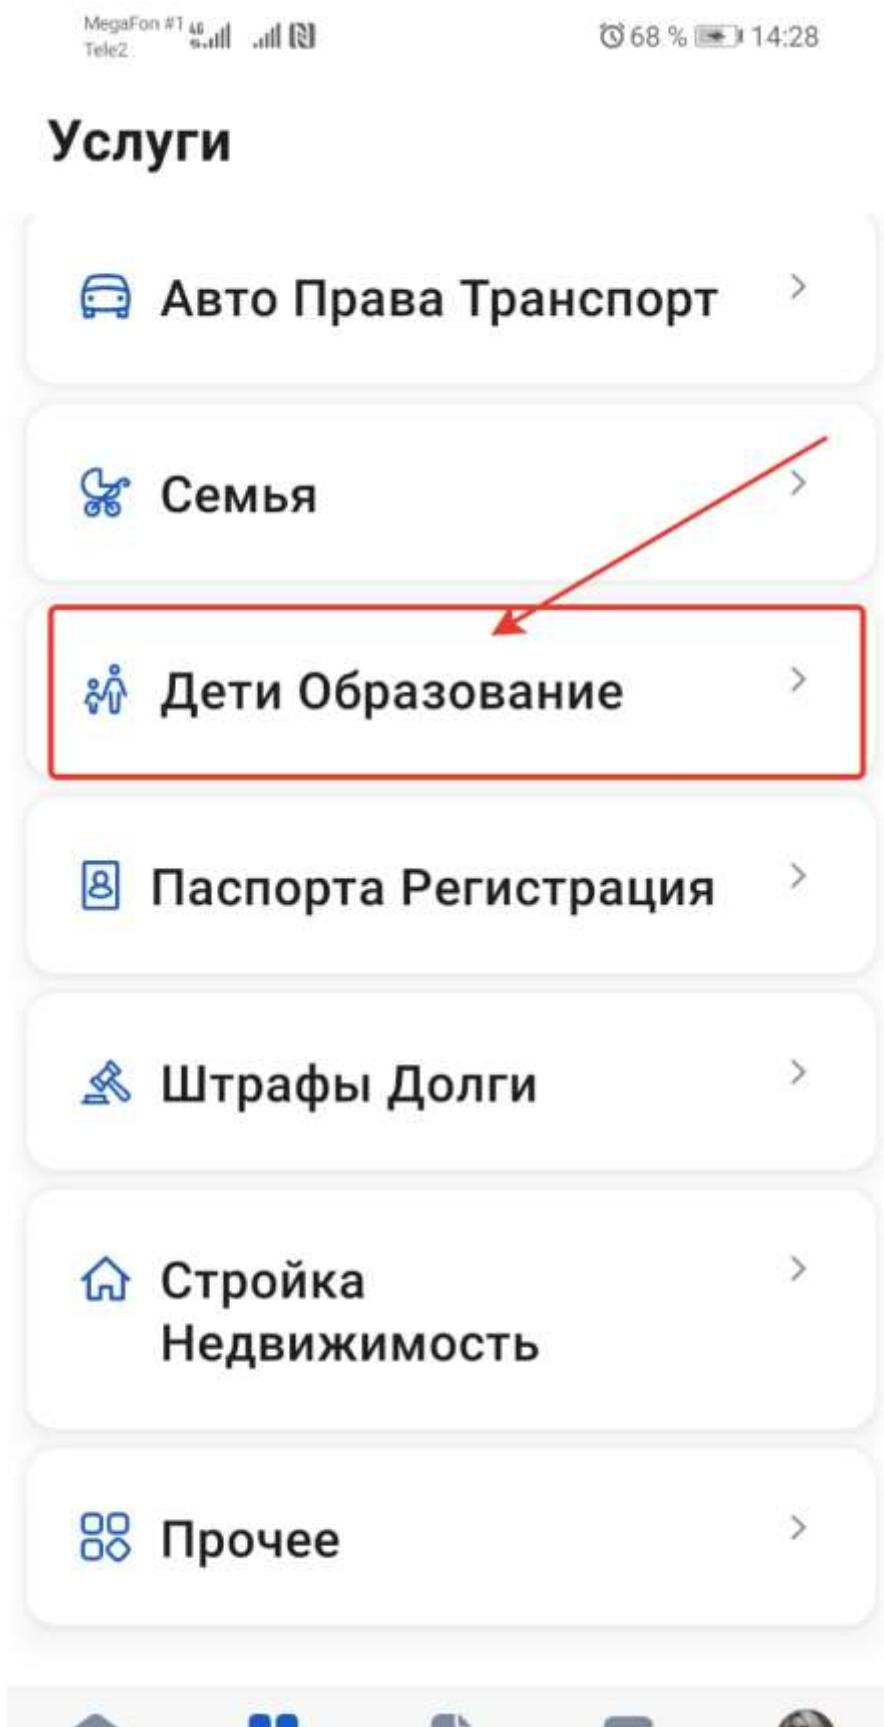 MegaFon #1 4G
Tele2
68 % 14:28
Услуги
Авто Права Транспорт
Семья
Дети Образование
Паспорта Регистрация
Штрафы Долги
Стройка
Недвижимость
Прочее